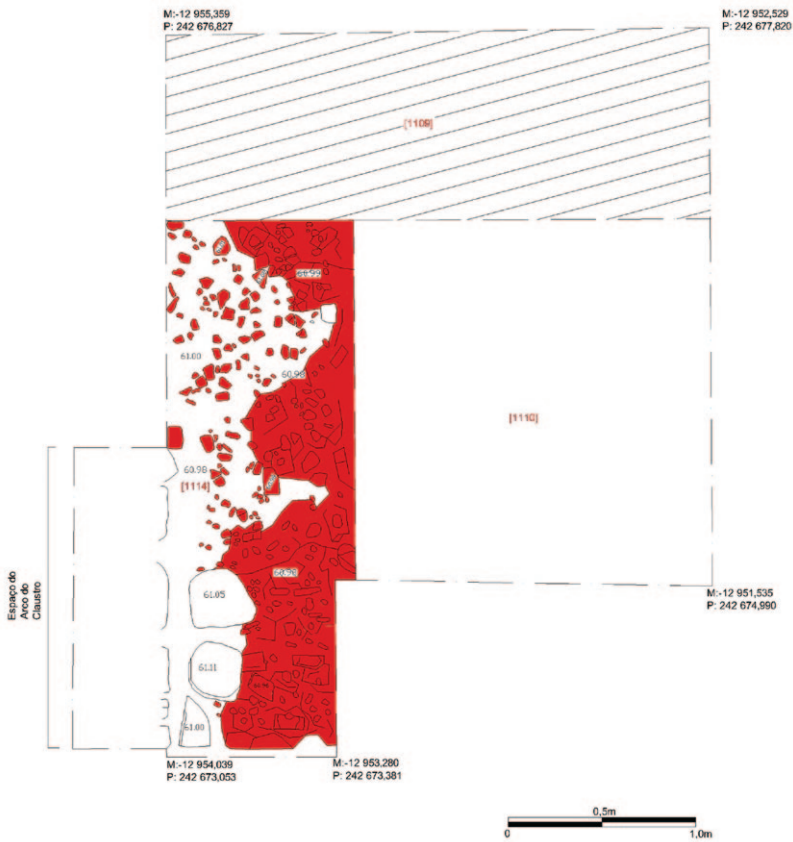 M:-12 955,359
P: 242 676,827
M:-12 952,529
P: 242 677,820
[1109]
60.99
61.00
60.98
[1110]
60.98
[1114]
Espaço do
Arco do
Claustro
60.90
61.05
M:-12 951,535
P: 242 674,990
61.11
61.00
M:-12 954,039
P: 242 673,053
M:-12 953,280
P: 242 673,381
0,5m
0
1,0m